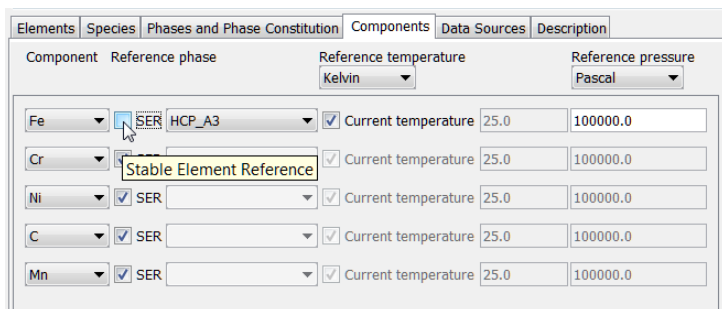 Elements Species Phases and Phase Constitution Components Data Sources Description
Component Reference phase Reference temperature Reference pressure
Kelvin Pascal
Fe SER HCP_A3 Current temperature 25.0 100000.0
Cr Current temperature 25.0 100000.0
Stable Element Reference
Ni SER Current temperature 25.0 100000.0
C SER Current temperature 25.0 100000.0
Mn SER Current temperature 25.0 100000.0